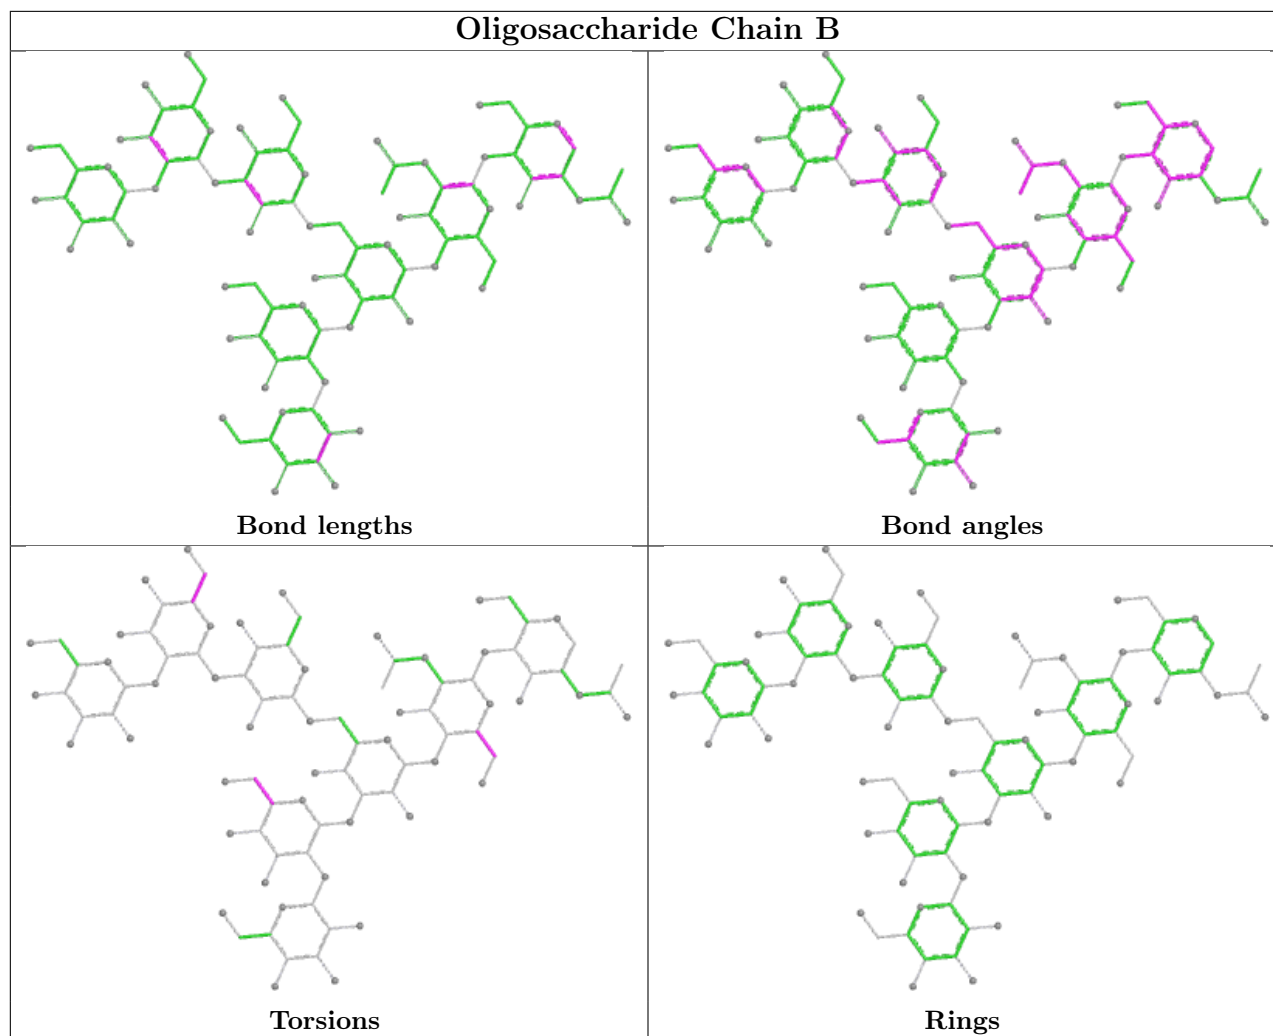 Oligosaccharide Chain B
Bond lengths
Bond angles
Torsions
Rings